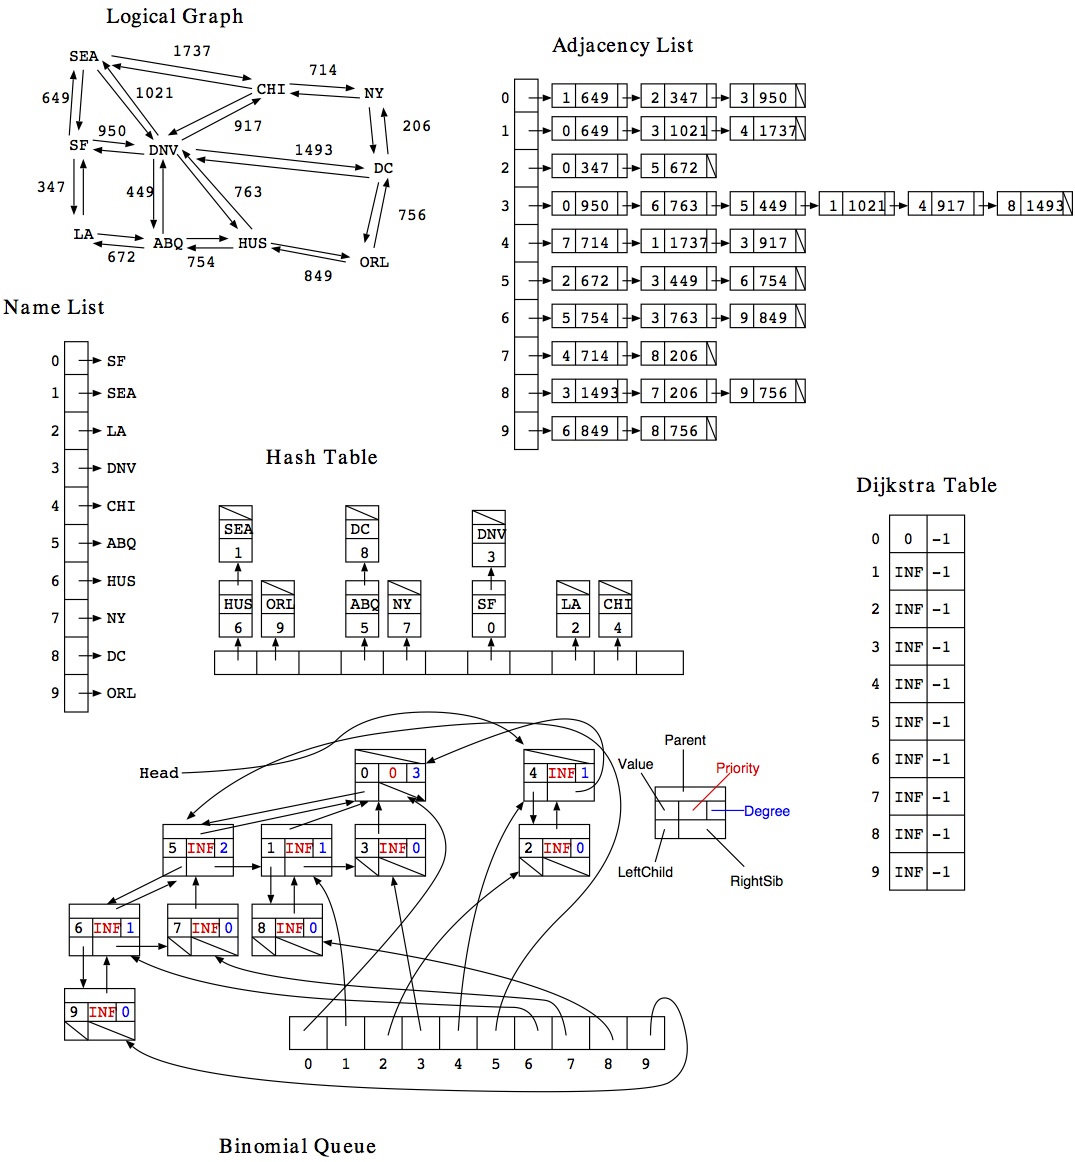 Logical Graph
SEA 1737 CHI 714 NY
649 1021
950 917 206
SF DNV 1493 DC
347 449 763 756
LA 672 ABQ 754 HUS 849 ORL
Adjacency List
0 1 649 2 347 3 950
1 0 649 3 1021 4 1737
2 0 347 5 672
3 0 950 6 763 5 449 1 1021 4 917 8 1493
4 7 714 1 1737 3 917
5 2 672 3 449 6 754
6 5 754 3 763 9 849
7 4 714 8 206
8 3 1493 7 206 9 756
9 6 849 8 756
Name List
0 SF
1 SEA
2 LA
3 DNV
4 CHI
5 ABQ
6 HUS
7 NY
8 DC
9 ORL
Hash Table
SEA DC DNV
1 8 3
HUS ORL ABQ NY SF LA CHI
6 9 5 7 0 2 4
Dijkstra Table
0 0 -1
1 INF -1
2 INF -1
3 INF -1
4 INF -1
5 INF -1
6 INF -1
7 INF -1
8 INF -1
9 INF -1
Head
0 0 3
4 INF 1
5 INF 2
1 INF 1
3 INF 0
2 INF 0
6 INF 1
7 INF 0
8 INF 0
9 INF 0
Parent
Value
Priority
Degree
LeftChild
RightSib
0 1 2 3 4 5 6 7 8 9
Binomial Queue